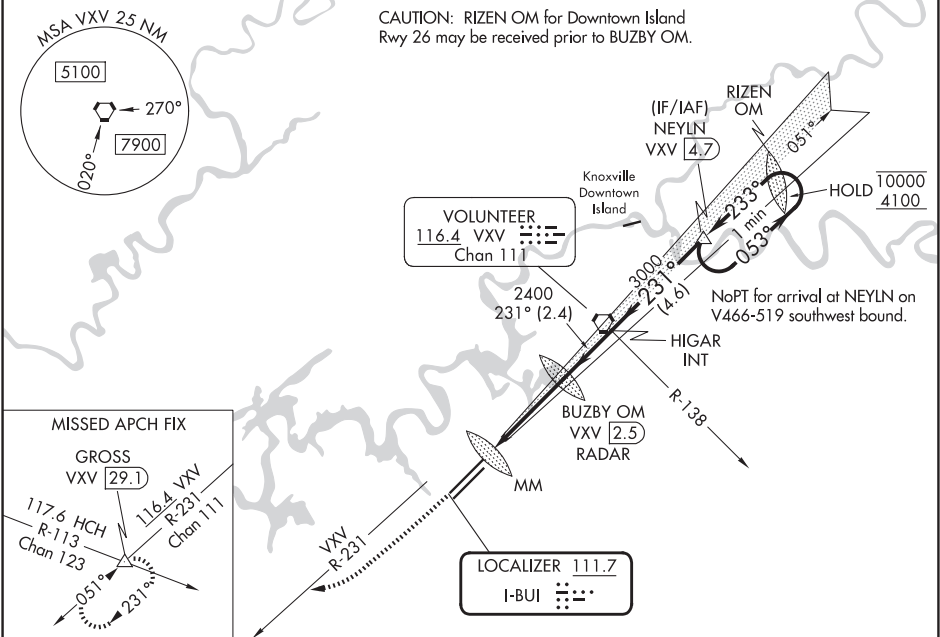 MSA VXV 25 NM
5100
270°
7900
020°
CAUTION: RIZEN OM for Downtown Island
Rwy 26 may be received prior to BUZBY OM.
RIZEN
OM
(IF/IAF)
NEYLN
VXV 4.7
051°
Knoxville
Downtown
Island
HOLD 10000
4100
233°
1 min
053°
VOLUNTEER
116.4 VXV
Chan 111
3000
231°
(4.6)
NoPT for arrival at NEYLN on
V466-519 southwest bound.
2400
231° (2.4)
HIGAR
INT
R-138
BUZBY OM
VXV 2.5
RADAR
MM
MISSED APCH FIX
GROSS
VXV 29.1
117.6 HCH
R-113
Chan 123
116.4 VXV
R-231
Chan 111
051°
231°
VXV
R-231
LOCALIZER 111.7
I-BUI